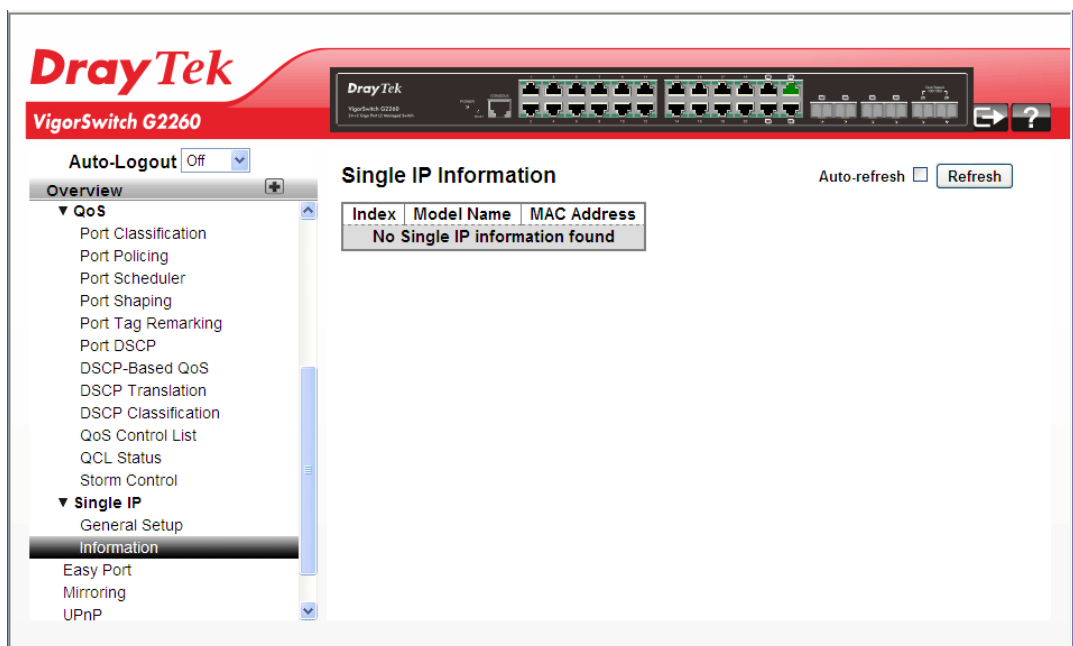 DrayTek
VigorSwitch G2260
DrayTek
VigorSwitch G2260
CONSOLE
Auto-Logout Off
Overview
Single IP Information
Auto-refresh Refresh
▼ QoS
Port Classification
Port Policing
Port Scheduler
Port Shaping
Port Tag Remarking
Port DSCP
DSCP-Based QoS
DSCP Translation
DSCP Classification
QoS Control List
QCL Status
Storm Control
▼ Single IP
General Setup
Information
Easy Port
Mirroring
UPnP
Index Model Name MAC Address
No Single IP information found